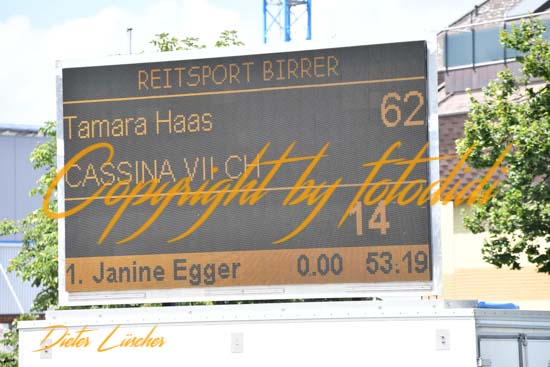 REITSPORT BIRRER
Tamara Haas 62
CASSINA VII CH
Copyright by fotodidi
14
1. Janine Egger 0.00 53:19
Dieter Lüscher